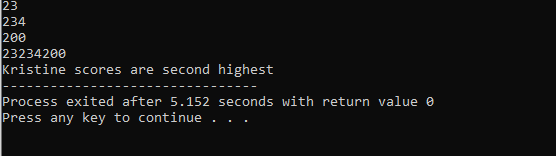 23
234
200
23234200
Kristine scores are second highest
--------------------------------
Process exited after 5.152 seconds with return value 0
Press any key to continue . . .